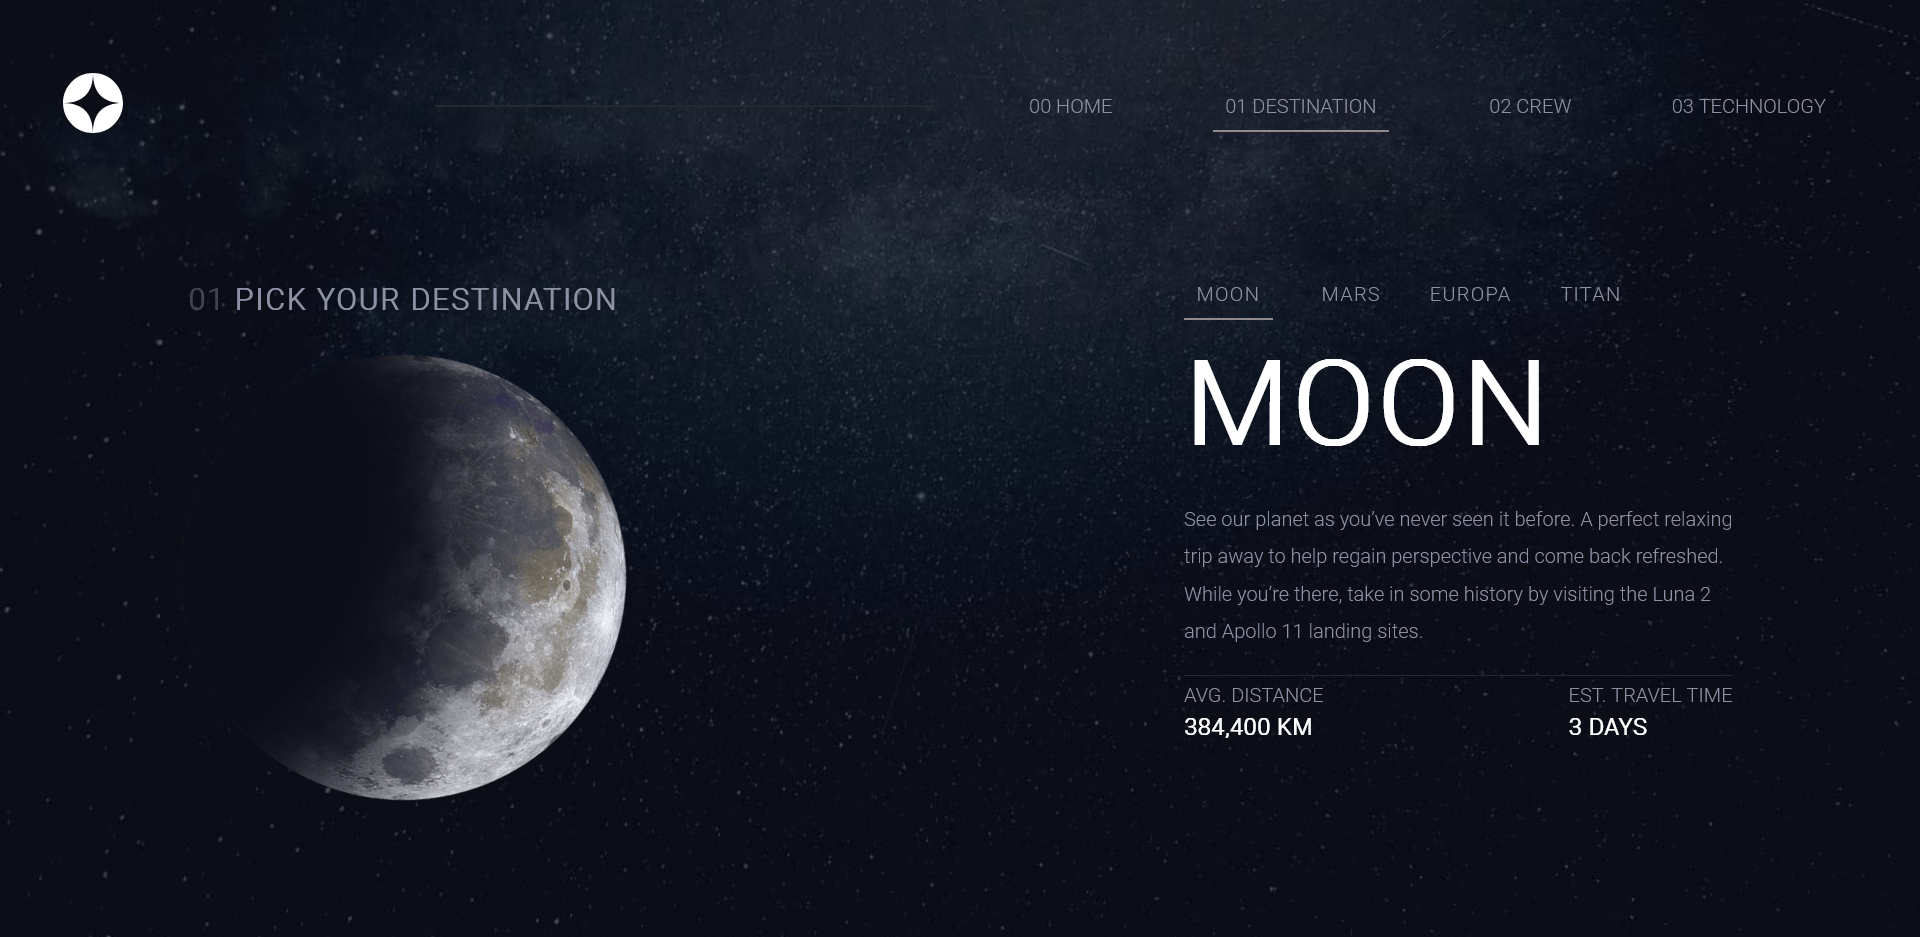 00 HOME
01 DESTINATION
02 CREW
03 TECHNOLOGY
01 PICK YOUR DESTINATION
MOON
MARS
EUROPA
TITAN
MOON
See our planet as you’ve never seen it before. A perfect relaxing
trip away to help regain perspective and come back refreshed.
While you’re there, take in some history by visiting the Luna 2
and Apollo 11 landing sites.
AVG. DISTANCE
384,400 KM
EST. TRAVEL TIME
3 DAYS